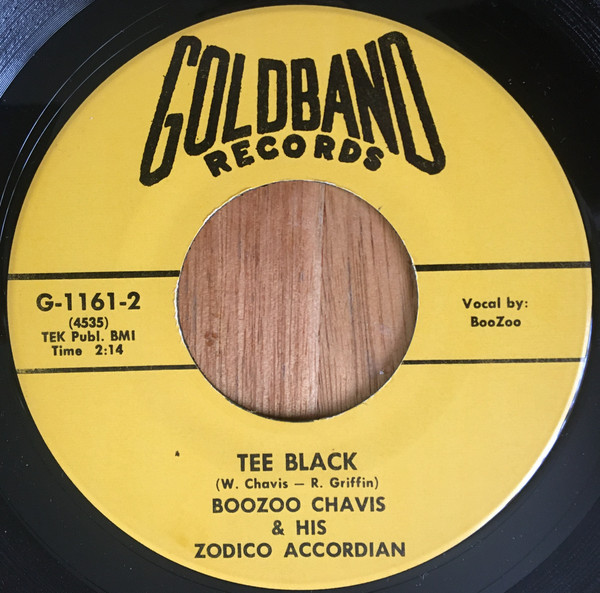 GOLDBAND
RECORDS
G-1161-2
(4535)
TEK Publ. BMI
Time 2:14
Vocal by:
BooZoo
TEE BLACK
(W. Chavis — R. Griffin)
BOOZOO CHAVIS
& HIS
ZODICO ACCORDIAN